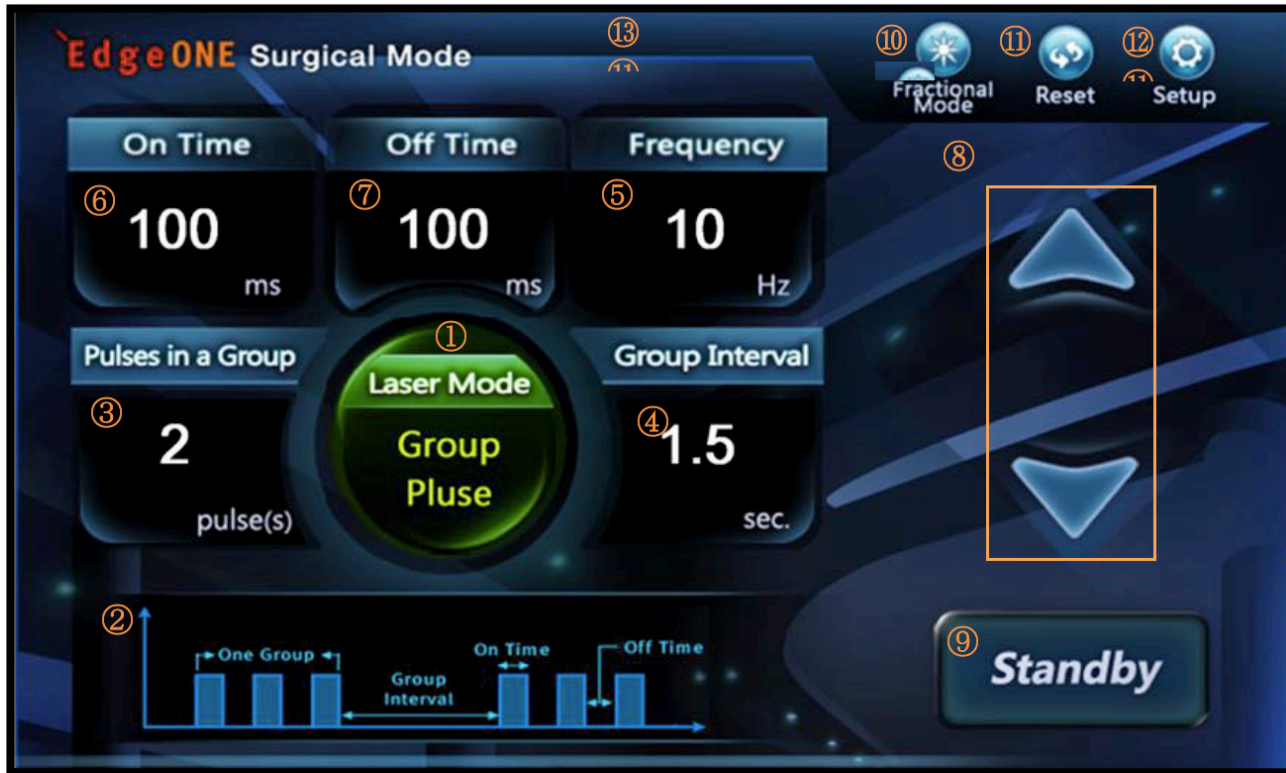 EdgeONE Surgical Mode
⑬
⑩ ⑪ ⑫
Fractional
Mode
Reset
Setup
On Time
Off Time
Frequency
⑧
⑥ 100
ms
⑦ 100
ms
⑤ 10
Hz
Pulses in a Group
① 
Laser Mode
Group
Pluse
Group Interval
③ 2
pulse(s)
④ 1.5
sec.
②
One Group
Group
Interval
On Time
Off Time
⑨ Standby